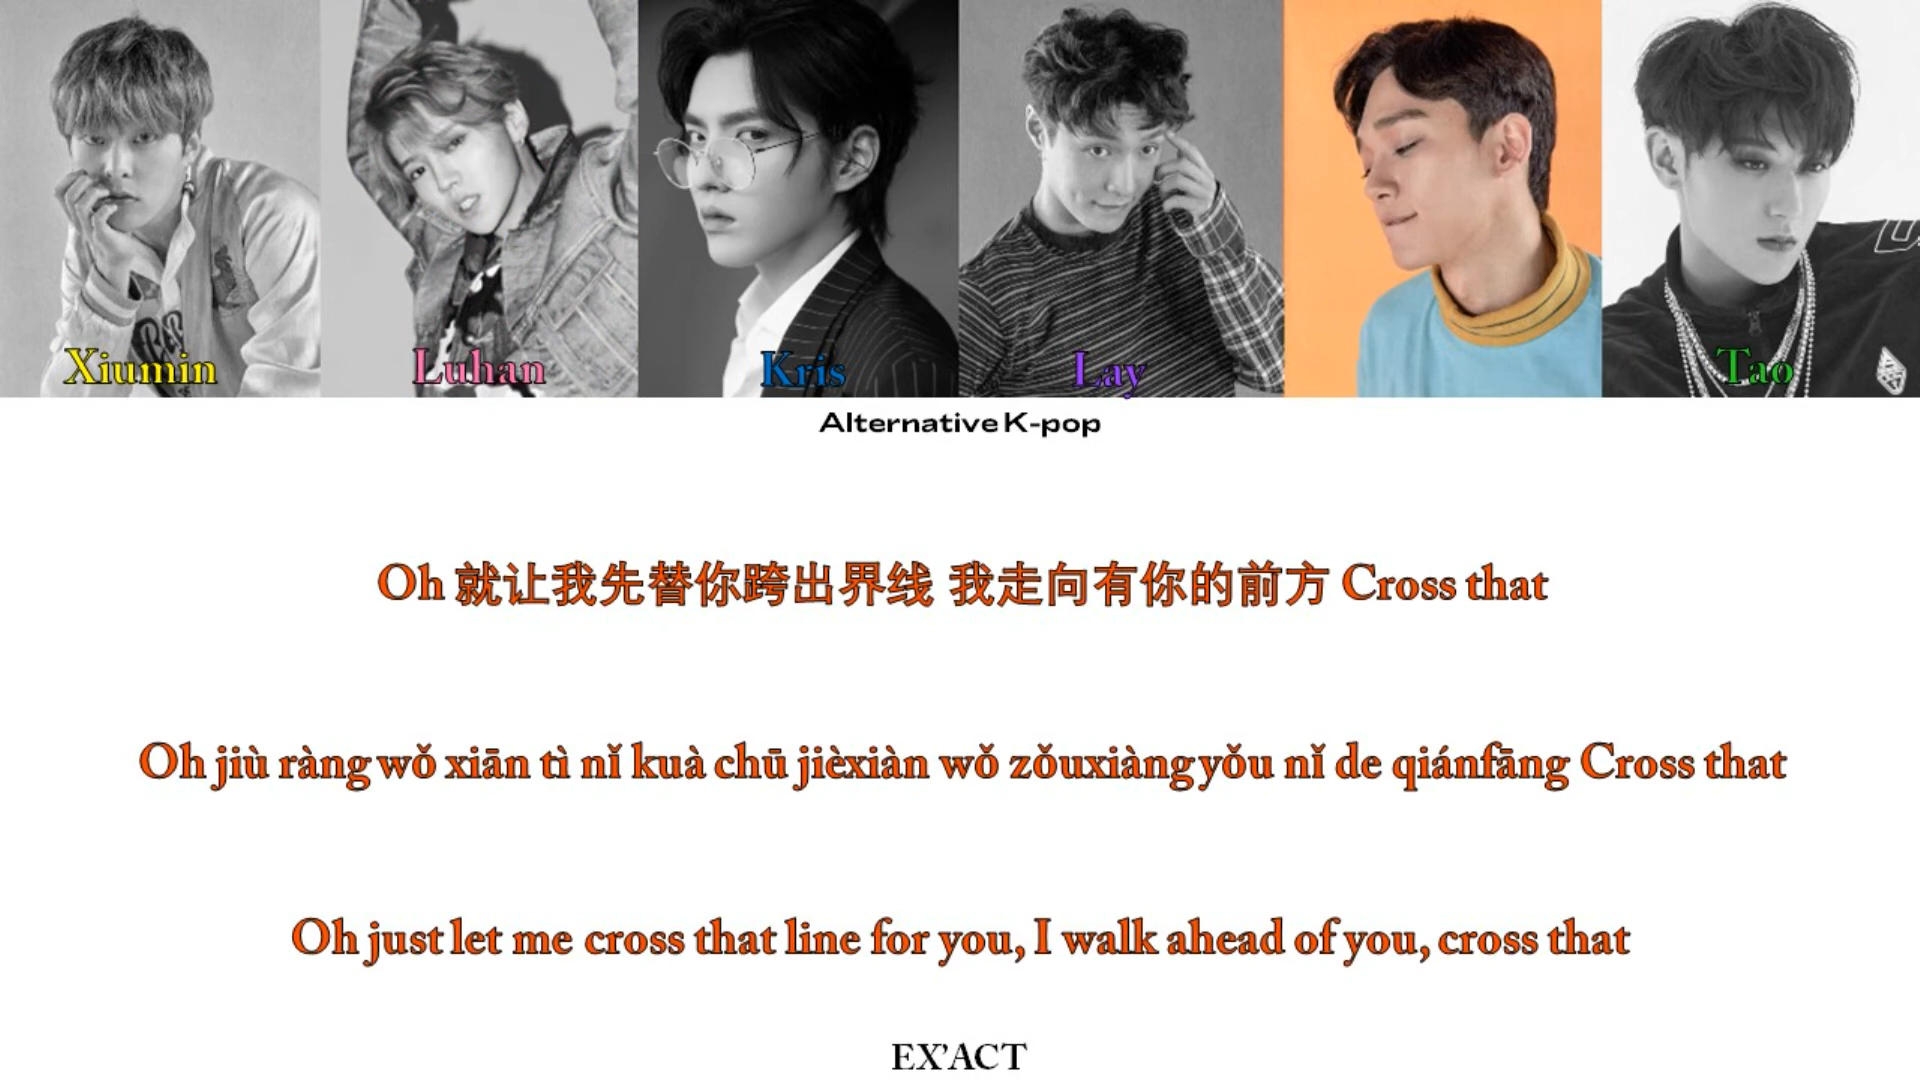 Xiumin
Luhan
Kris
Lay
Tao
Alternative K-pop
Oh 就让我先替你跨出界线 我走向有你的前方 Cross that
Oh jiù ràng wǒ xiān tì nǐ kuà chū jièxiàn wǒ zǒuxiàng yǒu nǐ de qiánfāng Cross that
Oh just let me cross that line for you, I walk ahead of you, cross that
EX'ACT